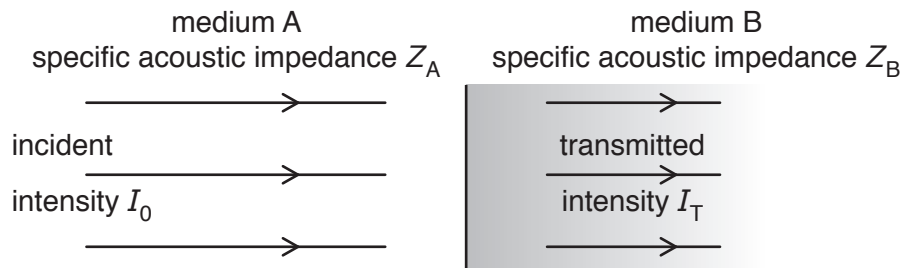 medium A
specific acoustic impedance Z_A
medium B
specific acoustic impedance Z_B
incident
intensity I_0
transmitted
intensity I_T